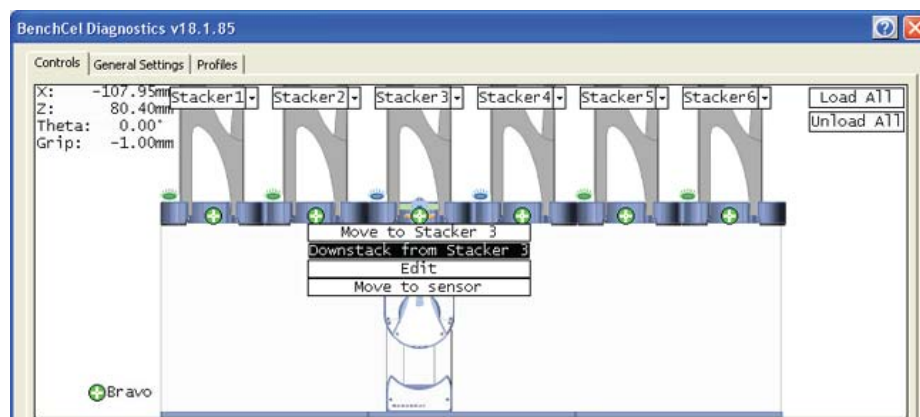 BenchCel Diagnostics v18.1.85
Controls General Settings Profiles
X: -107.95mm
Z: 80.40mm
Theta: 0.00°
Grip: -1.00mm
Stacker1 Stacker2 Stacker3 Stacker4 Stacker5 Stacker6
Load All
Unload All
Move to Stacker 3
Downstack from Stacker 3
Edit
Move to sensor
Bravo